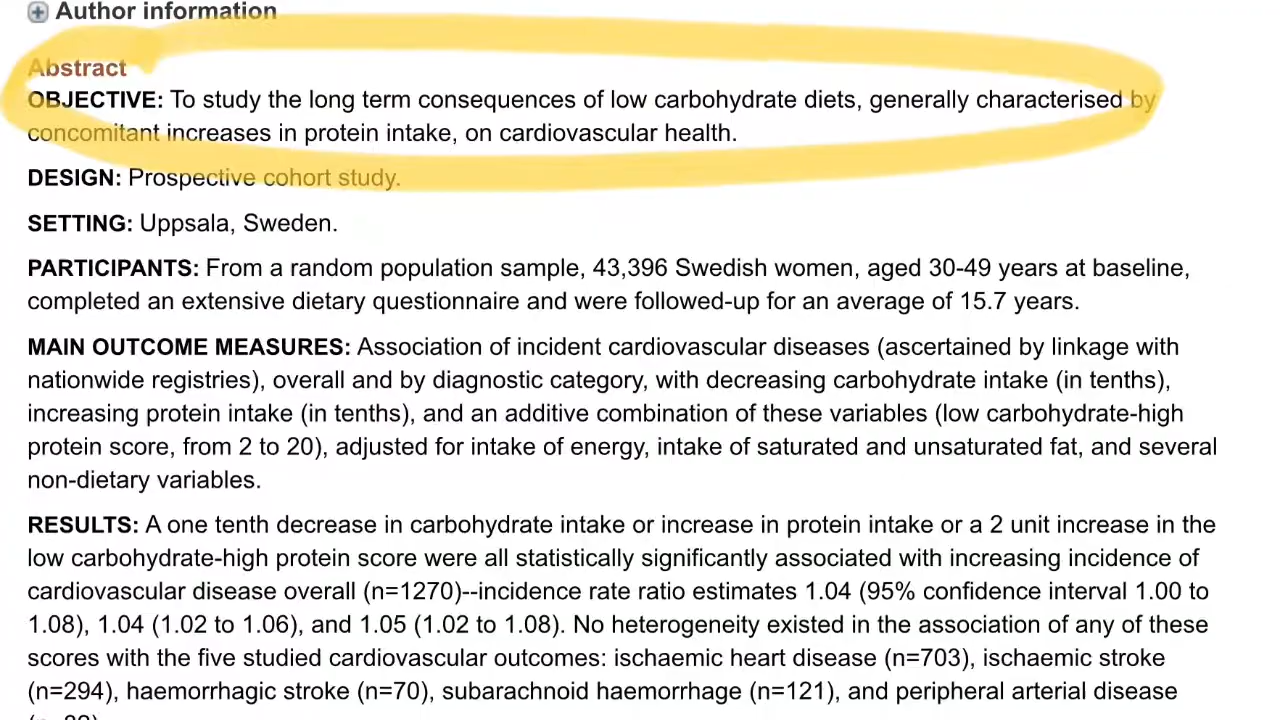 Author information
Abstract
OBJECTIVE: To study the long term consequences of low carbohydrate diets, generally characterised by
concomitant increases in protein intake, on cardiovascular health.
DESIGN: Prospective cohort study.
SETTING: Uppsala, Sweden.
PARTICIPANTS: From a random population sample, 43,396 Swedish women, aged 30-49 years at baseline,
completed an extensive dietary questionnaire and were followed-up for an average of 15.7 years.
MAIN OUTCOME MEASURES: Association of incident cardiovascular diseases (ascertained by linkage with
nationwide registries), overall and by diagnostic category, with decreasing carbohydrate intake (in tenths),
increasing protein intake (in tenths), and an additive combination of these variables (low carbohydrate-high
protein score, from 2 to 20), adjusted for intake of energy, intake of saturated and unsaturated fat, and several
non-dietary variables.
RESULTS: A one tenth decrease in carbohydrate intake or increase in protein intake or a 2 unit increase in the
low carbohydrate-high protein score were all statistically significantly associated with increasing incidence of
cardiovascular disease overall (n=1270)--incidence rate ratio estimates 1.04 (95% confidence interval 1.00 to
1.08), 1.04 (1.02 to 1.06), and 1.05 (1.02 to 1.08). No heterogeneity existed in the association of any of these
scores with the five studied cardiovascular outcomes: ischaemic heart disease (n=703), ischaemic stroke
(n=294), haemorrhagic stroke (n=70), subarachnoid haemorrhage (n=121), and peripheral arterial disease